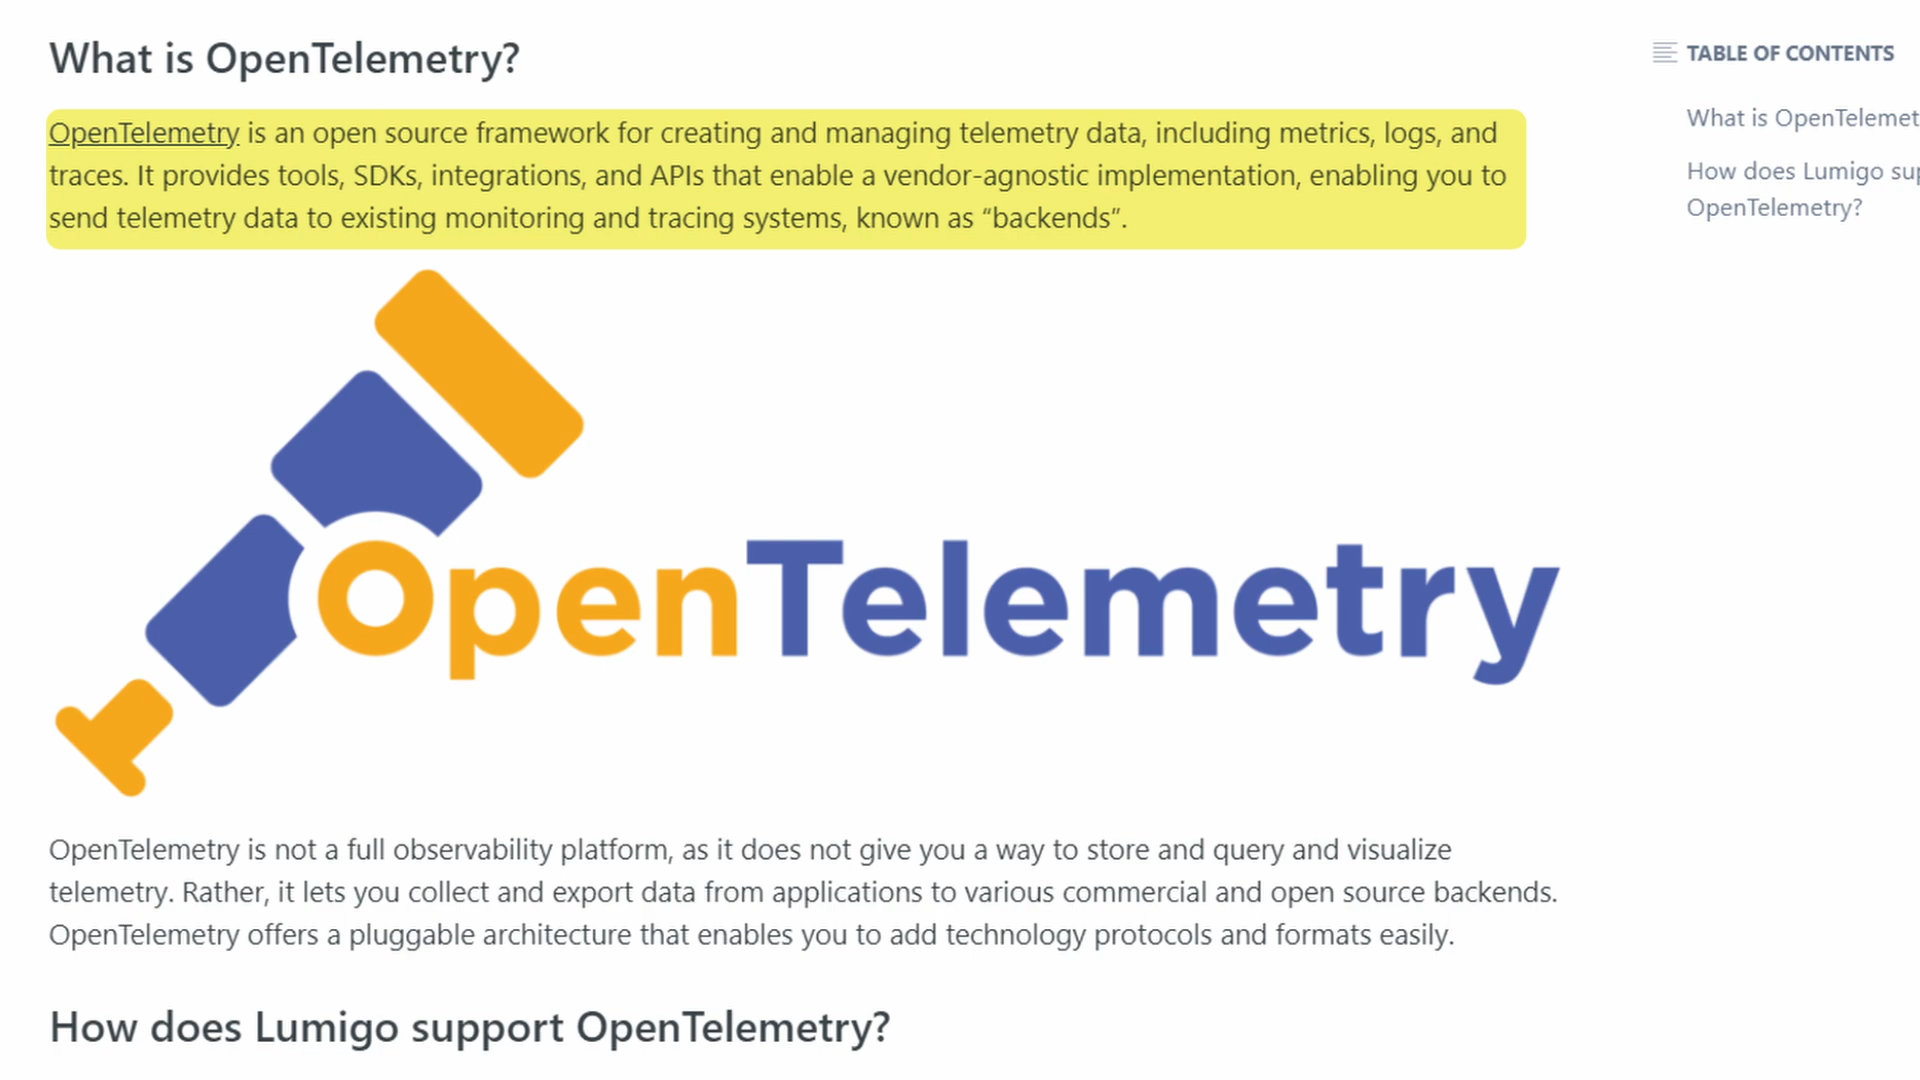 What is OpenTelemetry?
OpenTelemetry is an open source framework for creating and managing telemetry data, including metrics, logs, and
traces. It provides tools, SDKs, integrations, and APIs that enable a vendor-agnostic implementation, enabling you to
send telemetry data to existing monitoring and tracing systems, known as “backends”.
OpenTelemetry
OpenTelemetry is not a full observability platform, as it does not give you a way to store and query and visualize
telemetry. Rather, it lets you collect and export data from applications to various commercial and open source backends.
OpenTelemetry offers a pluggable architecture that enables you to add technology protocols and formats easily.
How does Lumigo support OpenTelemetry?
TABLE OF CONTENTS
What is OpenTelemet
How does Lumigo sup
OpenTelemetry?